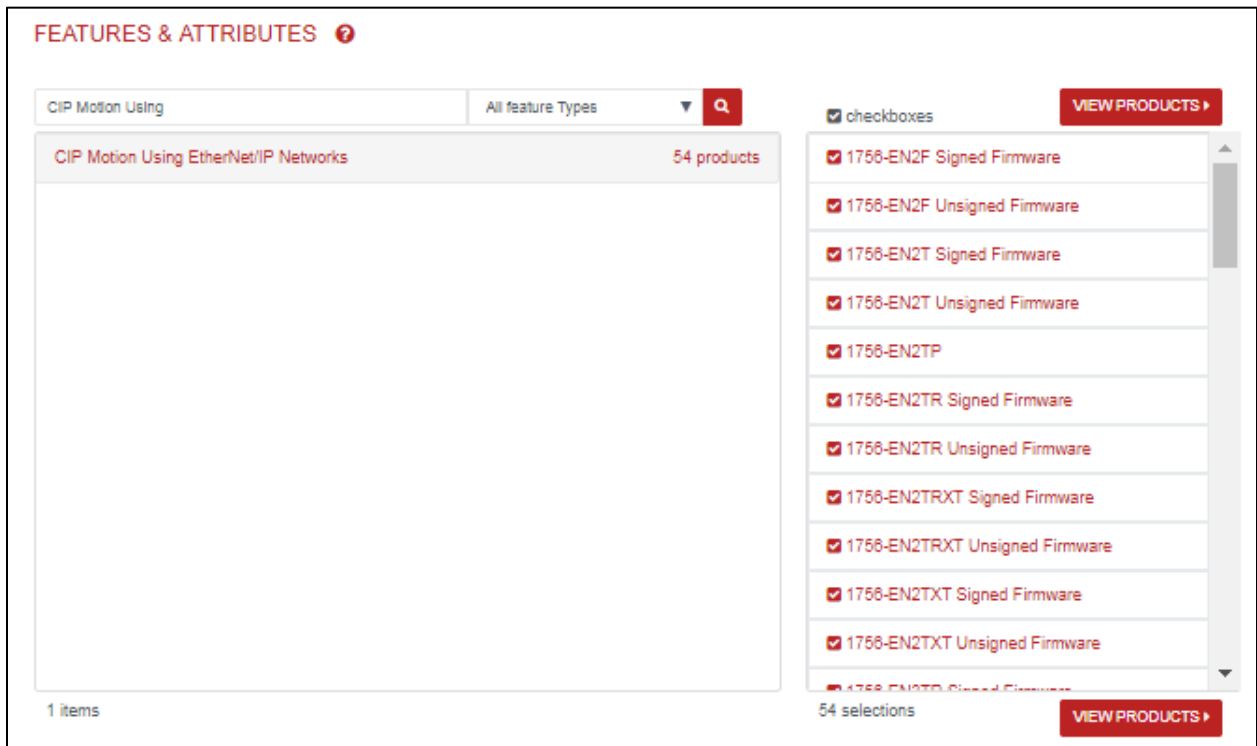 FEATURES & ATTRIBUTES ?
CIP Motion Using
All feature Types
checkboxes
VIEW PRODUCTS
CIP Motion Using EtherNet/IP Networks
54 products
1756-EN2F Signed Firmware
1756-EN2F Unsigned Firmware
1756-EN2T Signed Firmware
1756-EN2T Unsigned Firmware
1756-EN2TP
1756-EN2TR Signed Firmware
1756-EN2TR Unsigned Firmware
1756-EN2TRXT Signed Firmware
1756-EN2TRXT Unsigned Firmware
1756-EN2TXT Signed Firmware
1756-EN2TXT Unsigned Firmware
1 items
54 selections
VIEW PRODUCTS